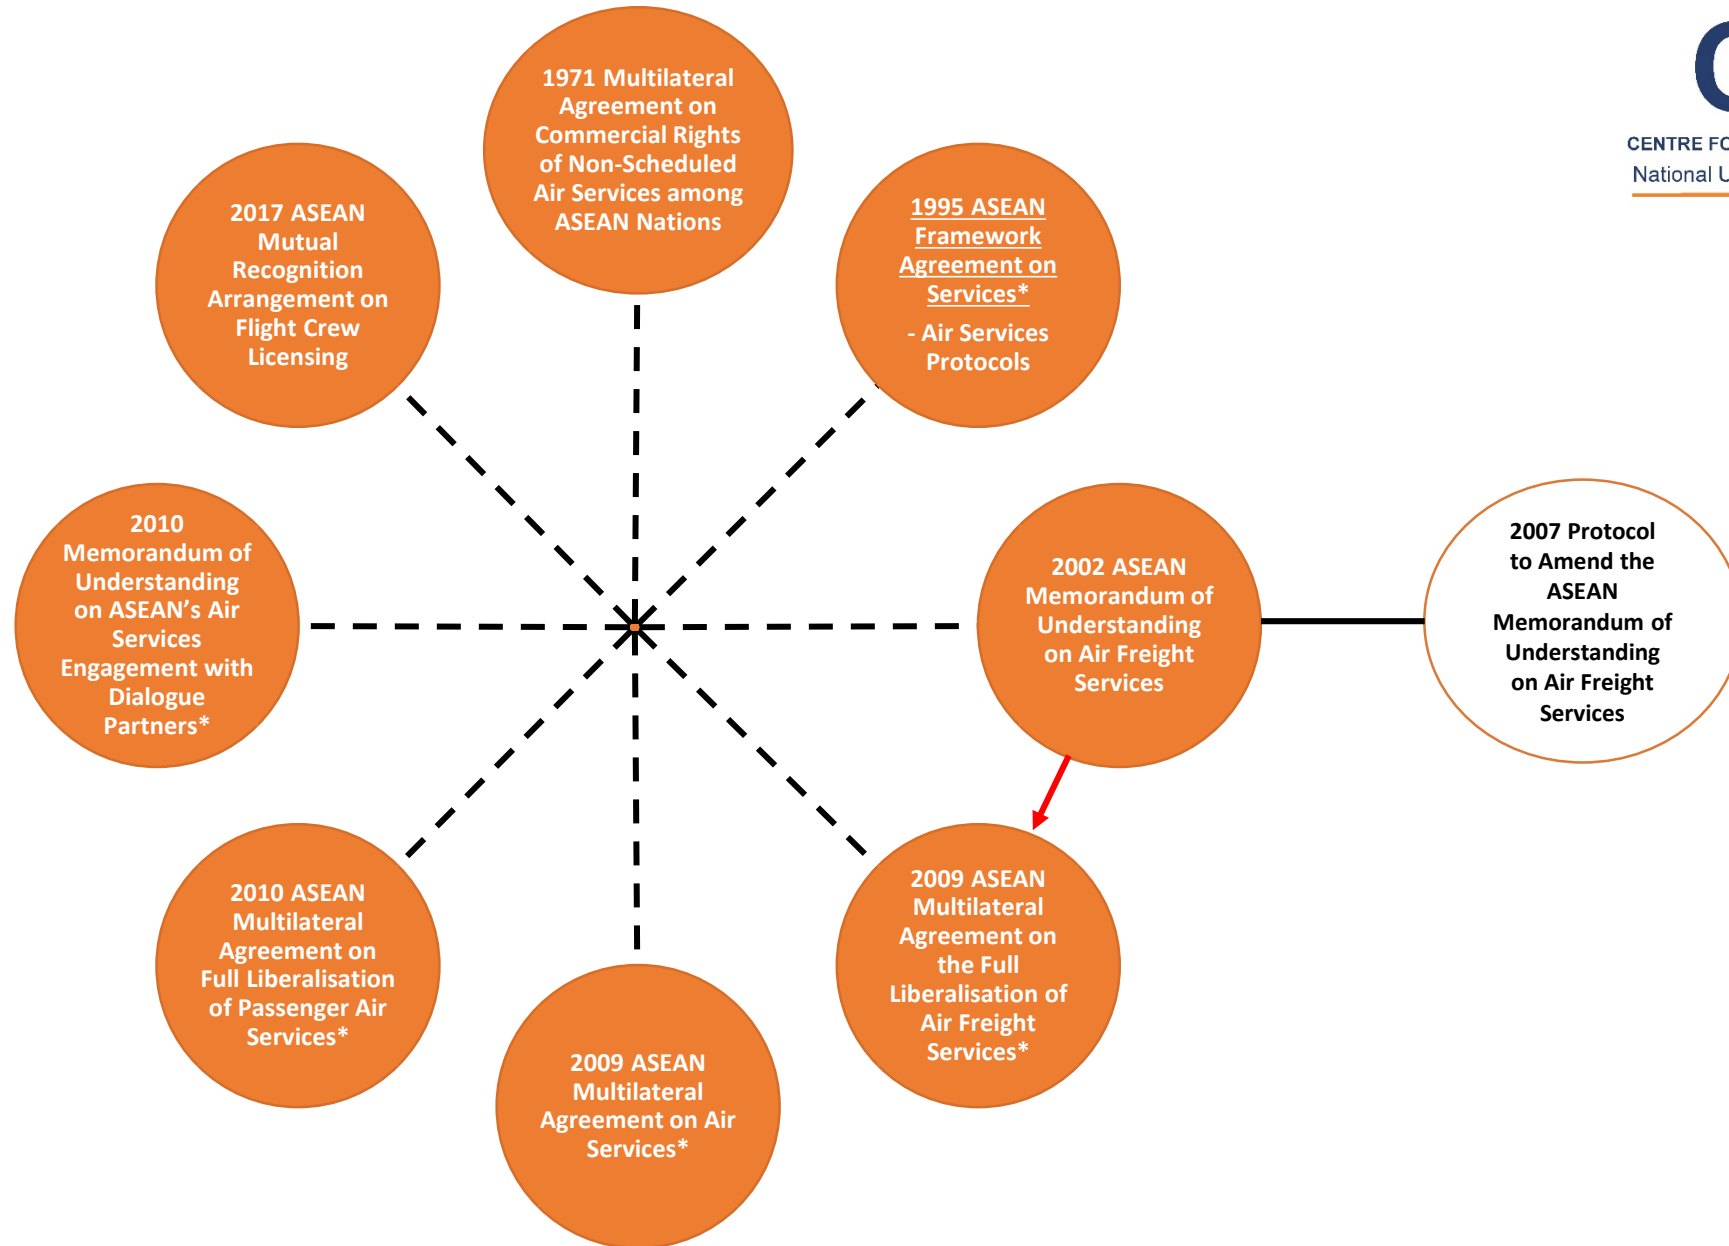 1971 Multilateral
Agreement on
Commercial Rights
of Non-Scheduled
Air Services among
ASEAN Nations
CENTRE FO
National U
1995 ASEAN
Framework
Agreement on
Services*
- Air Services
Protocols
2017 ASEAN
Mutual
Recognition
Arrangement on
Flight Crew
Licensing
2010
Memorandum of
Understanding
on ASEAN’s Air
Services
Engagement with
Dialogue
Partners*
2002 ASEAN
Memorandum of
Understanding
on Air Freight
Services
2007 Protocol
to Amend the
ASEAN
Memorandum of
Understanding
on Air Freight
Services
2010 ASEAN
Multilateral
Agreement on
Full Liberalisation
of Passenger Air
Services*
2009 ASEAN
Multilateral
Agreement on
the Full
Liberalisation of
Air Freight
Services*
2009 ASEAN
Multilateral
Agreement on Air
Services*